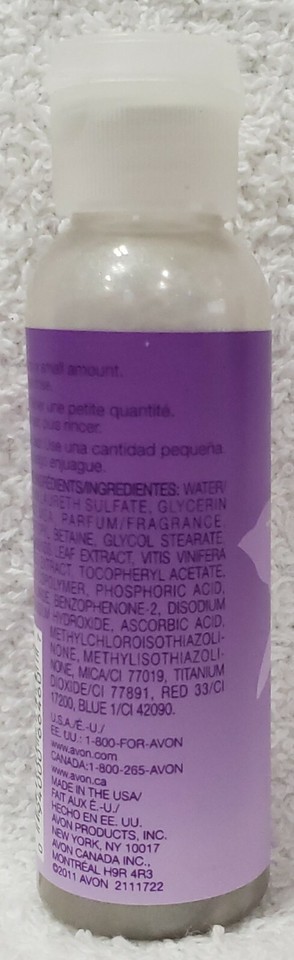 small amount.
une petite quantité.
puis rincer.
Use una cantidad pequeña
enjuague.
INGREDIENTS/INGREDIENTES: WATER/
SULFATE, GLYCERIN
PARFUM/FRAGRANCE,
BETAINE, GLYCOL STEARATE,
LEAF EXTRACT, VITIS VINIFERA
TOCOPHERYL ACETATE,
PHOSPHORIC ACID,
BENZOPHENONE-2, DISODIUM
HYDROXIDE, ASCORBIC ACID,
METHYLCHLOROISOTHIAZOLI-
NONE, METHYLISOTHIAZOLI-
NONE, MICA/CI 77019, TITANIUM
DIOXIDE/CI 77891, RED 33/CI
17200, BLUE 1/CI 42090.
U.S.A./É.-U./
EE. UU.: 1-800-FOR-AVON
www.avon.com
CANADA:1-800-265-AVON
www.avon.ca
MADE IN THE USA/
FAIT AUX É.-U./
HECHO EN EE. UU.
AVON PRODUCTS, INC.
NEW YORK, NY 10017
AVON CANADA INC.,
MONTRÉAL H9R 4R3
©2011 AVON 2111722